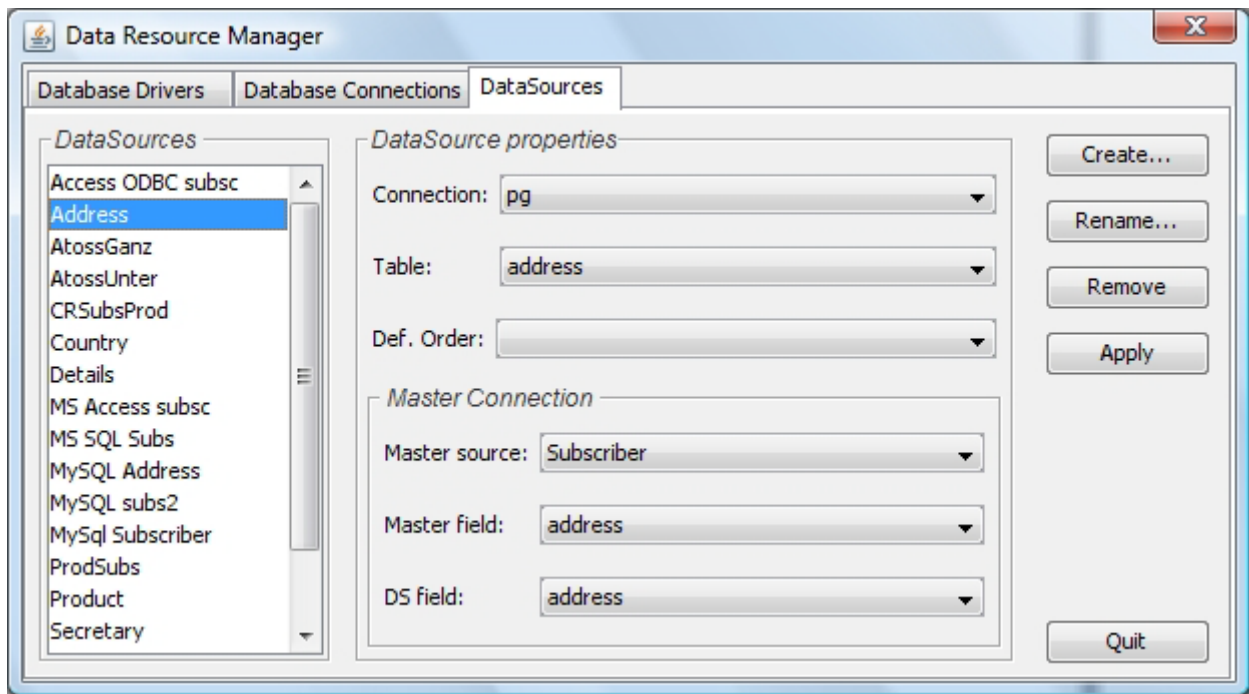 Data Resource Manager
Database Drivers Database Connections DataSources
DataSources
Access ODBC subsc
Address
AtossGanz
AtossUnter
CRSubsProd
Country
Details
MS Access subsc
MS SQL Subs
MySQL Address
MySQL subs2
MySql Subscriber
ProdSubs
Product
Secretary
DataSource properties
Connection: pg
Table: address
Def. Order:
Master Connection
Master source: Subscriber
Master field: address
DS field: address
Create...
Rename...
Remove
Apply
Quit